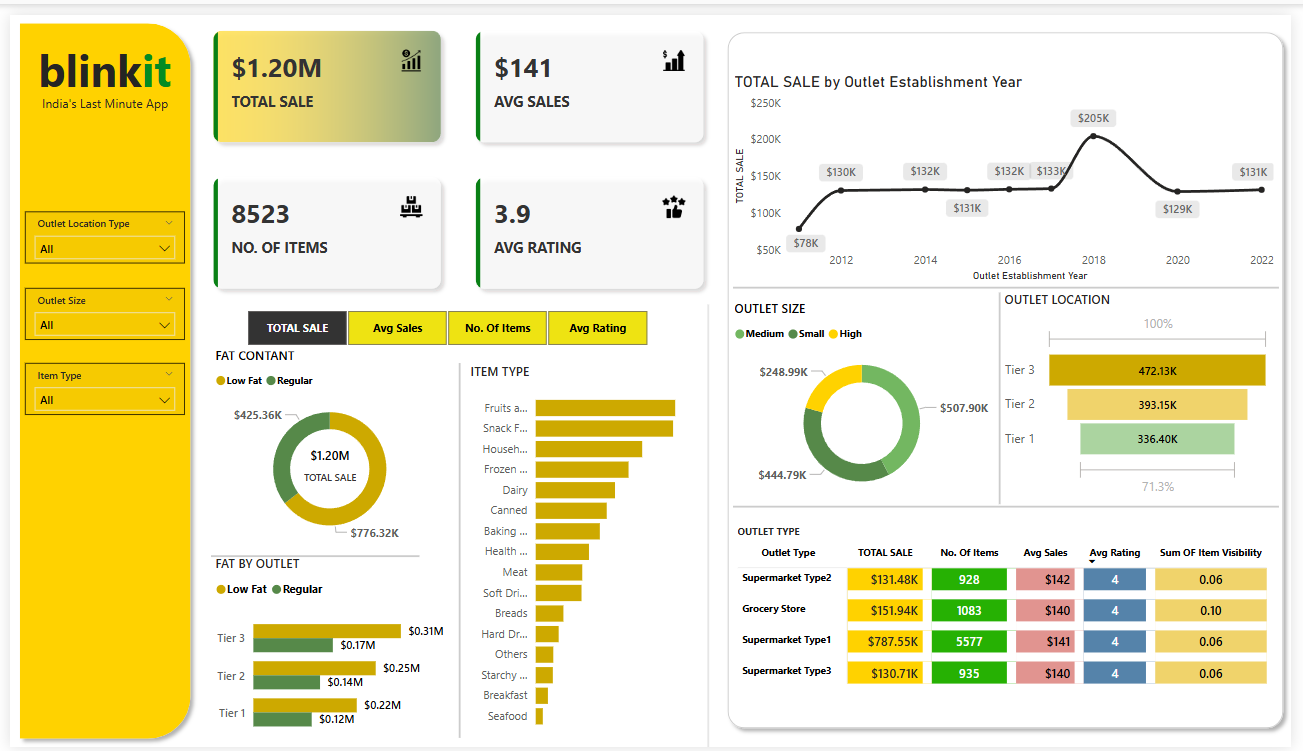 blinkit
India's Last Minute App
Outlet Location Type
All
Outlet Size
All
Item Type
All
$1.20M
TOTAL SALE
$141
AVG SALES
8523
NO. OF ITEMS
3.9
AVG RATING
TOTAL SALE Avg Sales No. Of Items Avg Rating
FAT CONTANT
Low Fat Regular
$425.36K
$1.20M
TOTAL SALE
$776.32K
FAT BY OUTLET
Low Fat Regular
Tier 3 $0.31M
$0.17M
Tier 2 $0.25M
$0.14M
Tier 1 $0.22M
$0.12M
ITEM TYPE
Fruits a...
Snack F...
Househ...
Frozen ...
Dairy
Canned
Baking ...
Health ...
Meat
Soft Dri...
Breads
Hard Dr...
Others
Starchy ...
Breakfast
Seafood
TOTAL SALE by Outlet Establishment Year
TOTAL SALE
$250K
$200K
$150K
$100K
$50K
$78K
$130K
$132K
$131K
$132K
$133K
$205K
$129K
$131K
2012 2014 2016 2018 2020 2022
Outlet Establishment Year
OUTLET SIZE
Medium Small High
$248.99K
$507.90K
$444.79K
OUTLET LOCATION
100%
Tier 3 472.13K
Tier 2 393.15K
Tier 1 336.40K
71.3%
OUTLET TYPE
Outlet Type TOTAL SALE No. Of Items Avg Sales Avg Rating Sum OF Item Visibility
Supermarket Type2 $131.48K 928 $142 4 0.06
Grocery Store $151.94K 1083 $140 4 0.10
Supermarket Type1 $787.55K 5577 $141 4 0.06
Supermarket Type3 $130.71K 935 $140 4 0.06